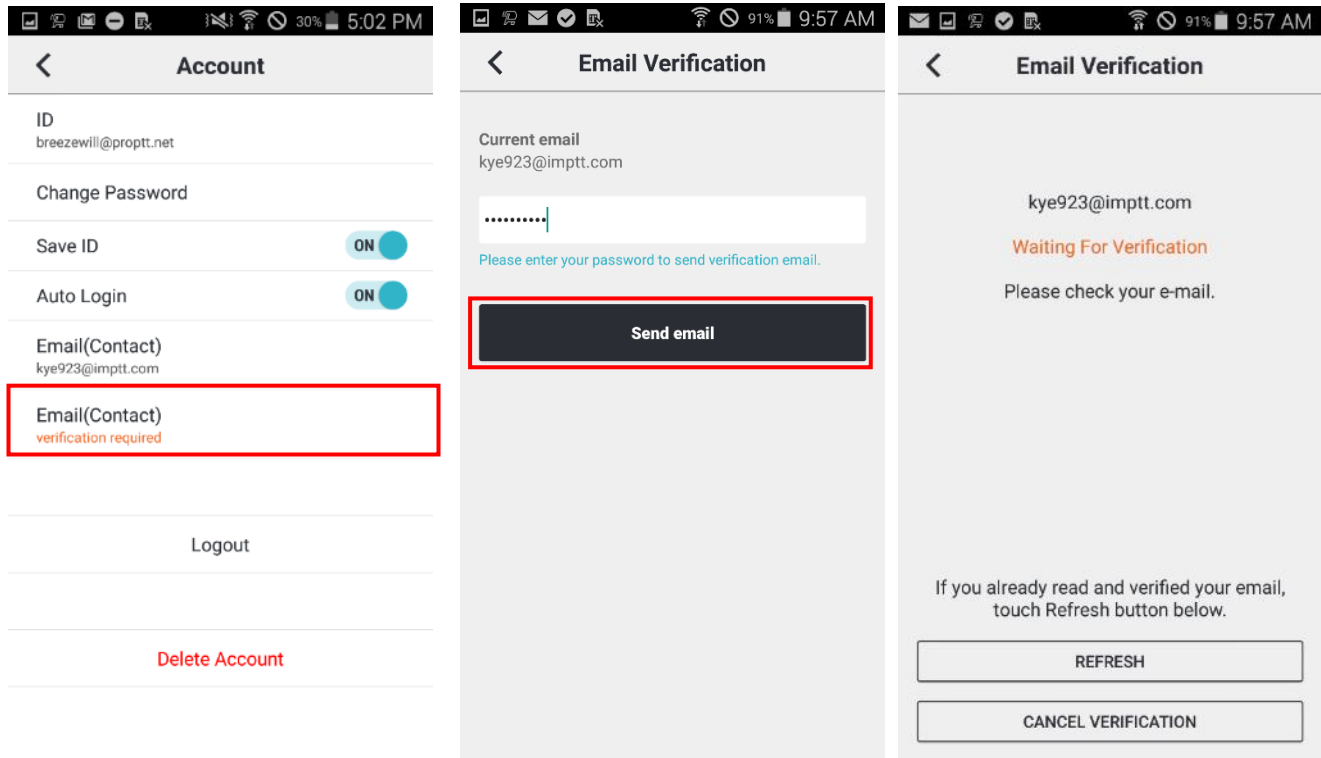 30% 5:02 PM
Account
ID
breezewill@proptt.net
Change Password
Save ID ON
Auto Login ON
Email(Contact)
kye923@imptt.com
Email(Contact)
verification required
Logout
Delete Account
91% 9:57 AM
Email Verification
Current email
kye923@imptt.com
••••••••••
Please enter your password to send verification email.
Send email
91% 9:57 AM
Email Verification
kye923@imptt.com
Waiting For Verification
Please check your e-mail.
If you already read and verified your email,
touch Refresh button below.
REFRESH
CANCEL VERIFICATION